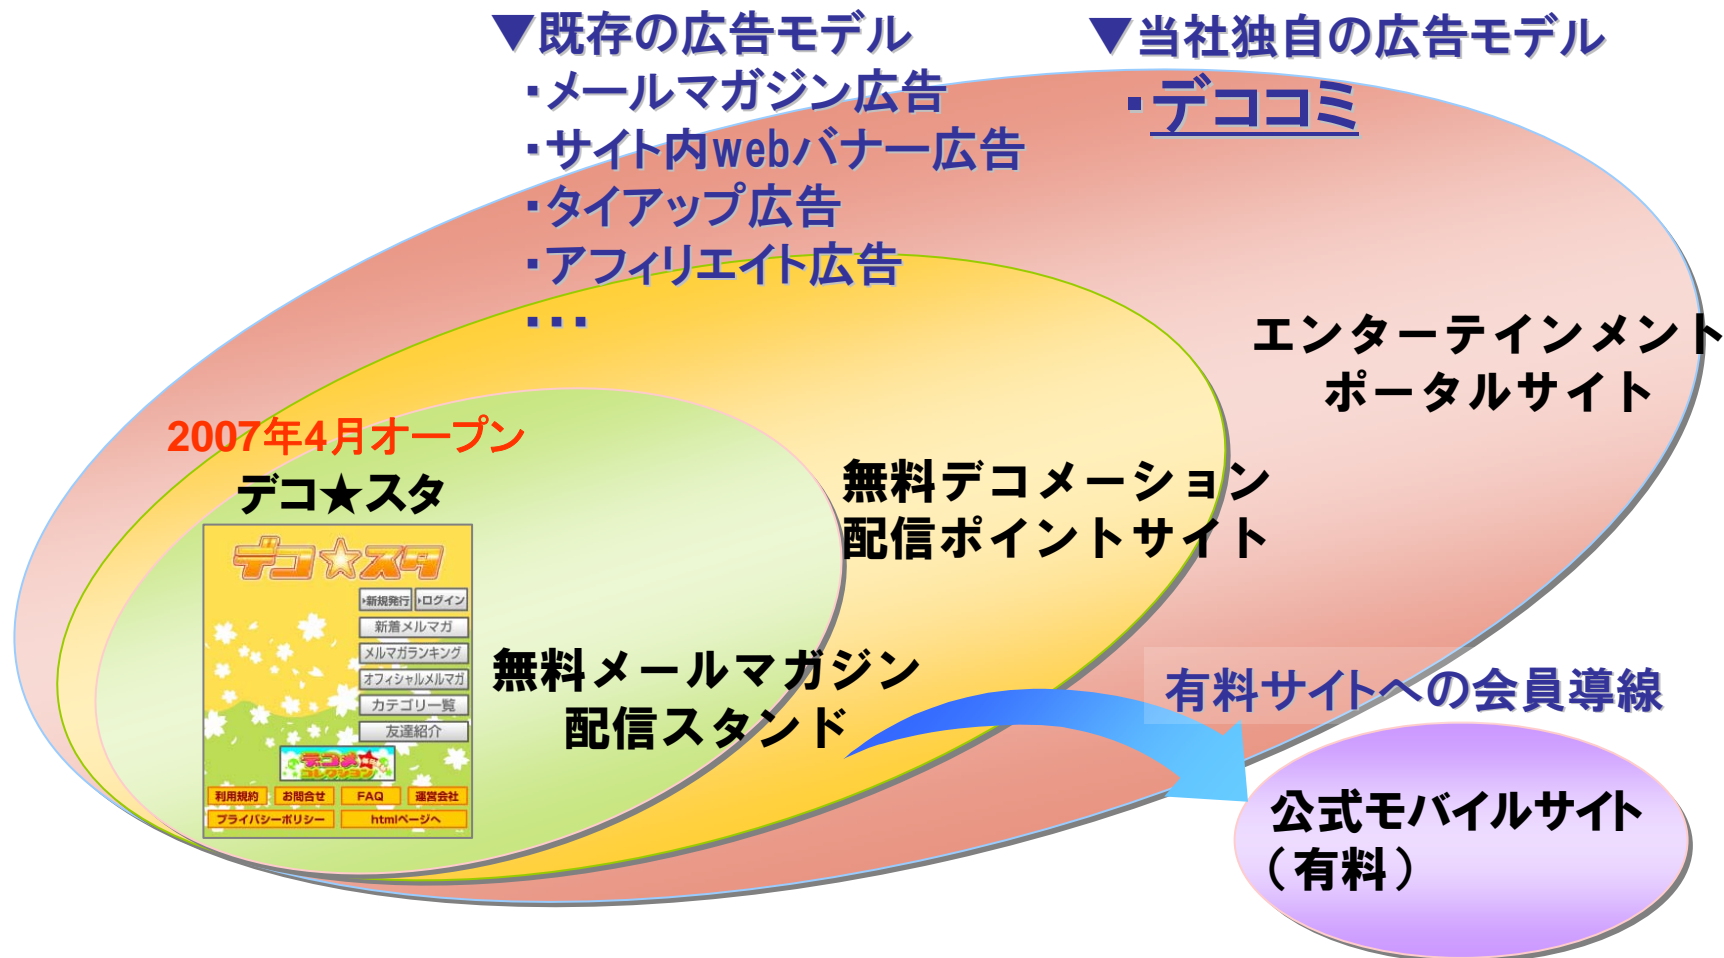 ▼既存の広告モデル
・メールマガジン広告
・サイト内webバナー広告
・タイアップ広告
・アフィリエイト広告
・・・
▼当社独自の広告モデル
・デココミ
エンターテインメント
ポータルサイト
無料デコメーション
配信ポイントサイト
2007年4月オープン
デコ★スタ
デコ☆スタ
新規発行
ログイン
新着メルマガ
メルマガランキング
オフィシャルメルマガ
カテゴリ一覧
友達紹介
デコメ
コレクション
利用規約
お問合せ
FAQ
運営会社
プライバシーポリシー
htmlページへ
無料メールマガジン
配信スタンド
有料サイトへの会員導線
公式モバイルサイト
（有料）